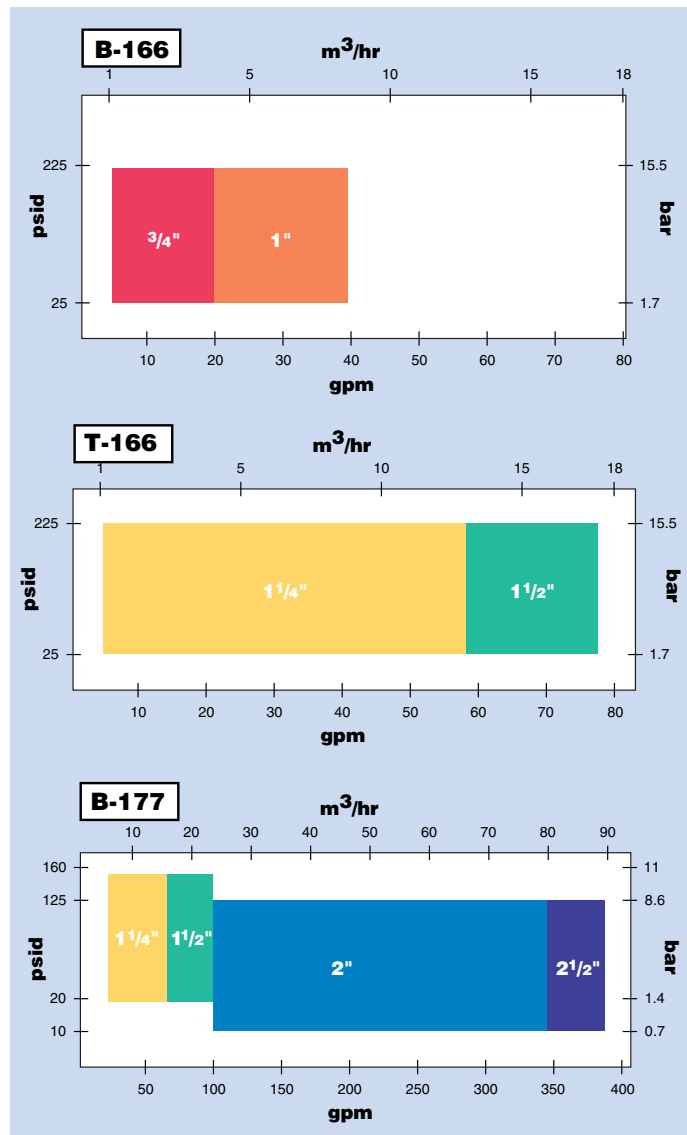 B-166
m³/hr
1 5 10 15 18
225 15.5
psid bar
³/4" 1"
25 1.7
10 20 30 40 50 60 70 80
gpm
T-166
m³/hr
1 5 10 15 18
225 15.5
psid bar
1¹/4" 1¹/2"
25 1.7
10 20 30 40 50 60 70 80
gpm
B-177
m³/hr
10 20 30 40 50 60 70 80 90
160 11
125 8.6
1¹/4" 1¹/2"
psid 2" 2¹/2" bar
20 1.4
10 0.7
50 100 150 200 250 300 350 400
gpm